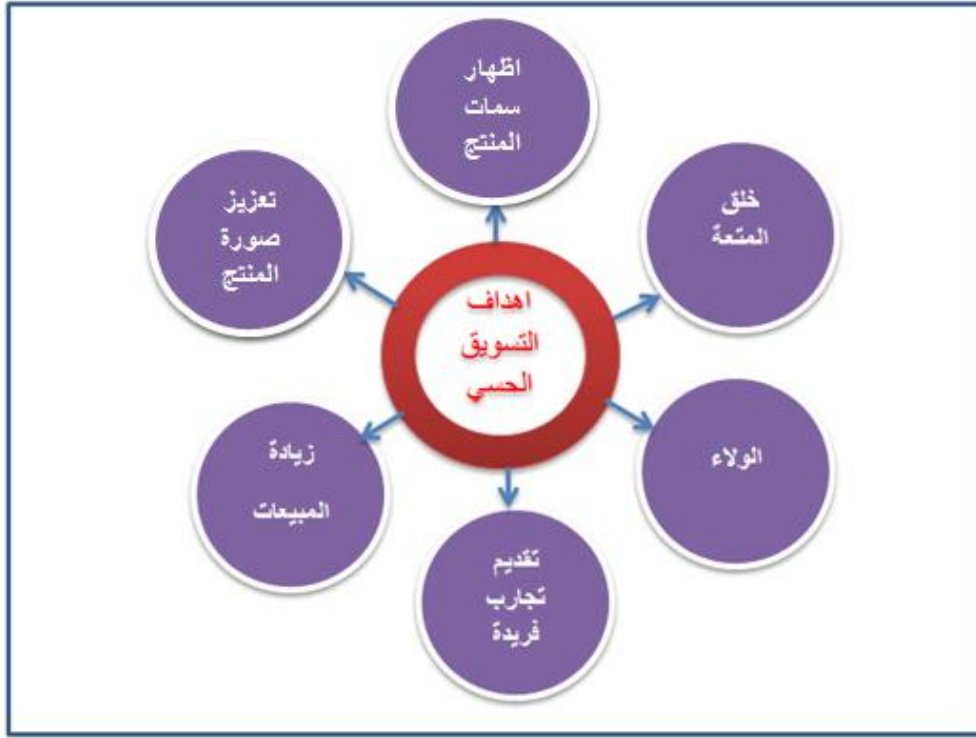 اظهار
سمات
المنتج
خلق
المتعة
تعزيز
صورة
المنتج
اهداف
التسويق
الحسي
الولاء
زيادة
المبيعات
تقديم
تجارب
فريدة